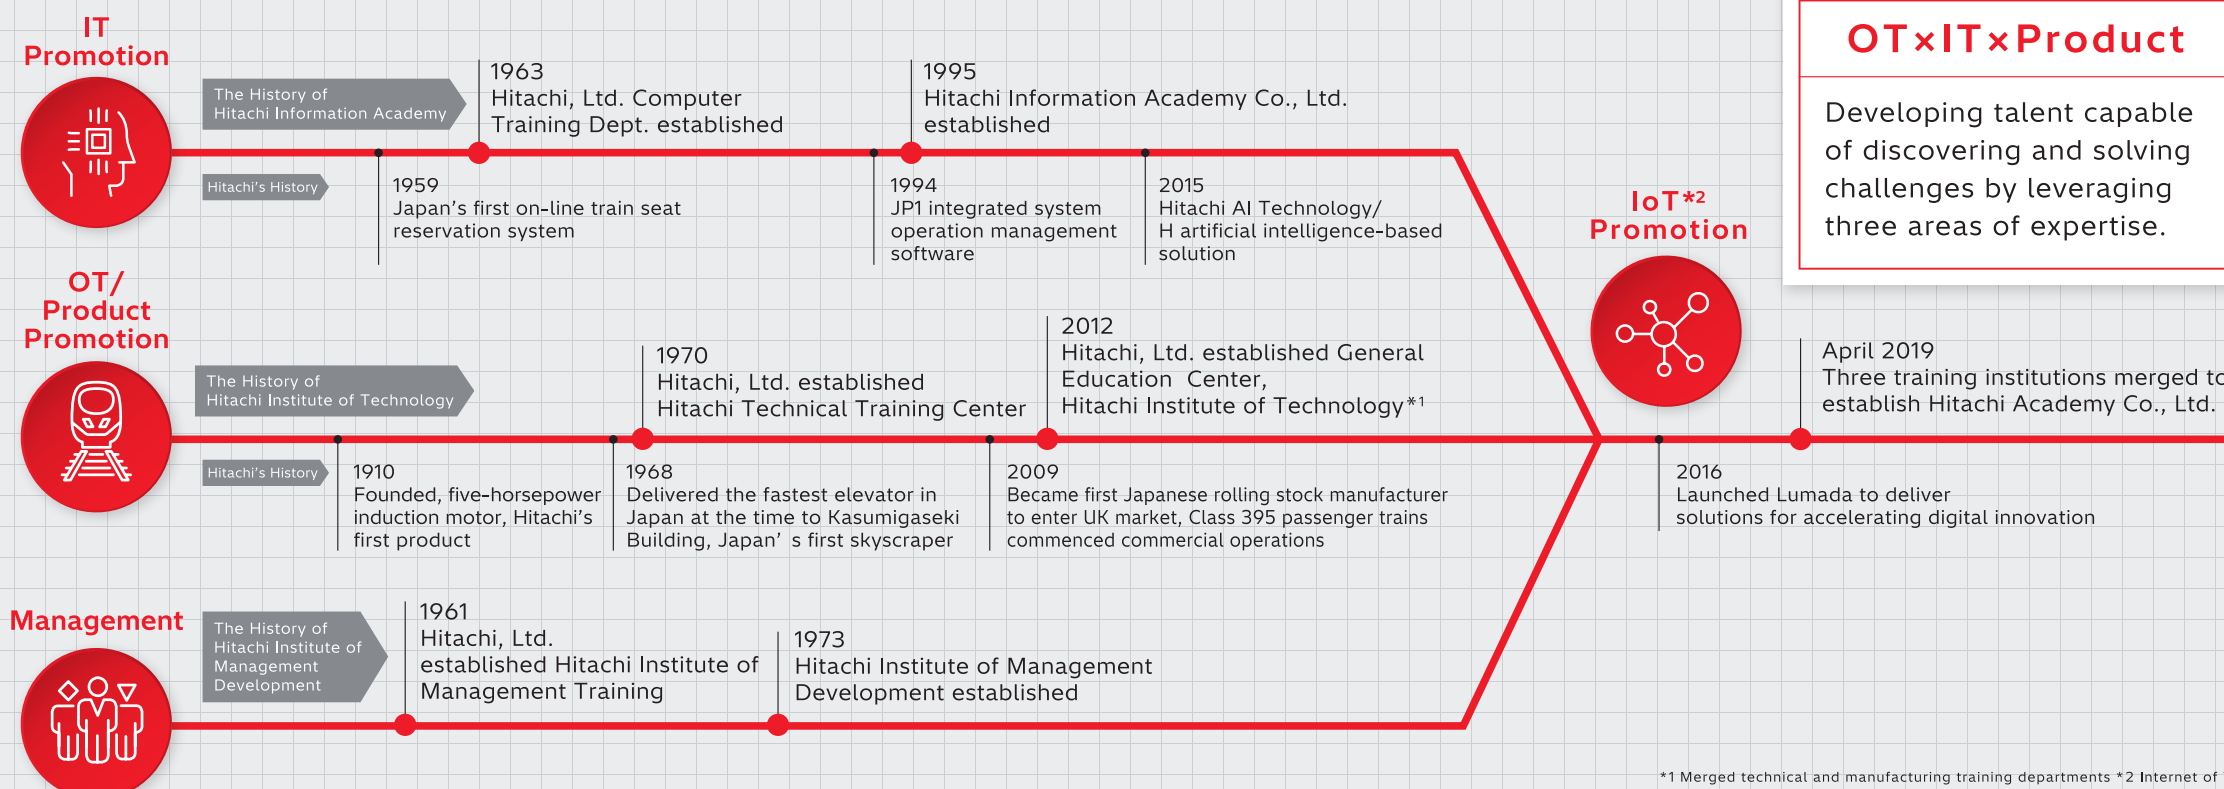 IT
Promotion
The History of
Hitachi Information Academy
1963
Hitachi, Ltd. Computer
Training Dept. established
1995
Hitachi Information Academy Co., Ltd.
established
Hitachi's History
1959
Japan's first on-line train seat
reservation system
1994
JP1 integrated system
operation management
software
2015
Hitachi AI Technology/
H artificial intelligence-based
solution
OT×IT×Product
Developing talent capable
of discovering and solving
challenges by leveraging
three areas of expertise.
IoT*2
Promotion
OT/
Product
Promotion
The History of
Hitachi Institute of Technology
1970
Hitachi, Ltd. established
Hitachi Technical Training Center
2012
Hitachi, Ltd. established General
Education Center,
Hitachi Institute of Technology*1
April 2019
Three training institutions merged to
establish Hitachi Academy Co., Ltd.
Hitachi's History
1910
Founded, five-horsepower
induction motor, Hitachi's
first product
1968
Delivered the fastest elevator in
Japan at the time to Kasumigaseki
Building, Japan' s first skyscraper
2009
Became first Japanese rolling stock manufacturer
to enter UK market, Class 395 passenger trains
commenced commercial operations
2016
Launched Lumada to deliver
solutions for accelerating digital innovation
Management
The History of
Hitachi Institute of
Management
Development
1961
Hitachi, Ltd.
established Hitachi Institute of
Management Training
1973
Hitachi Institute of Management
Development established
*1 Merged technical and manufacturing training departments *2 Internet of